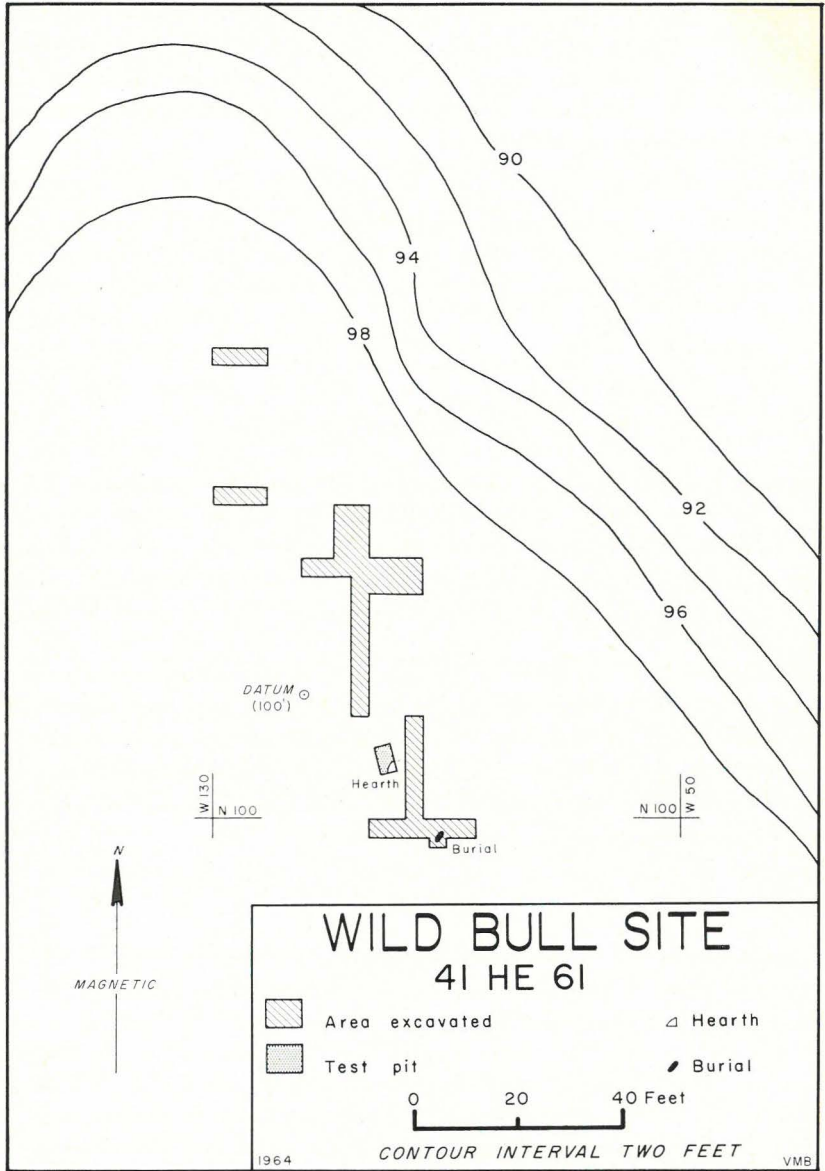 90
94
98
92
96
DATUM
(100')
Hearth
W 130
N 100
N 100
W 50
Burial
N
MAGNETIC
WILD BULL SITE
41 HE 61
Area excavated
Hearth
Test pit
Burial
0 20 40 Feet
CONTOUR INTERVAL TWO FEET
1964
VMB